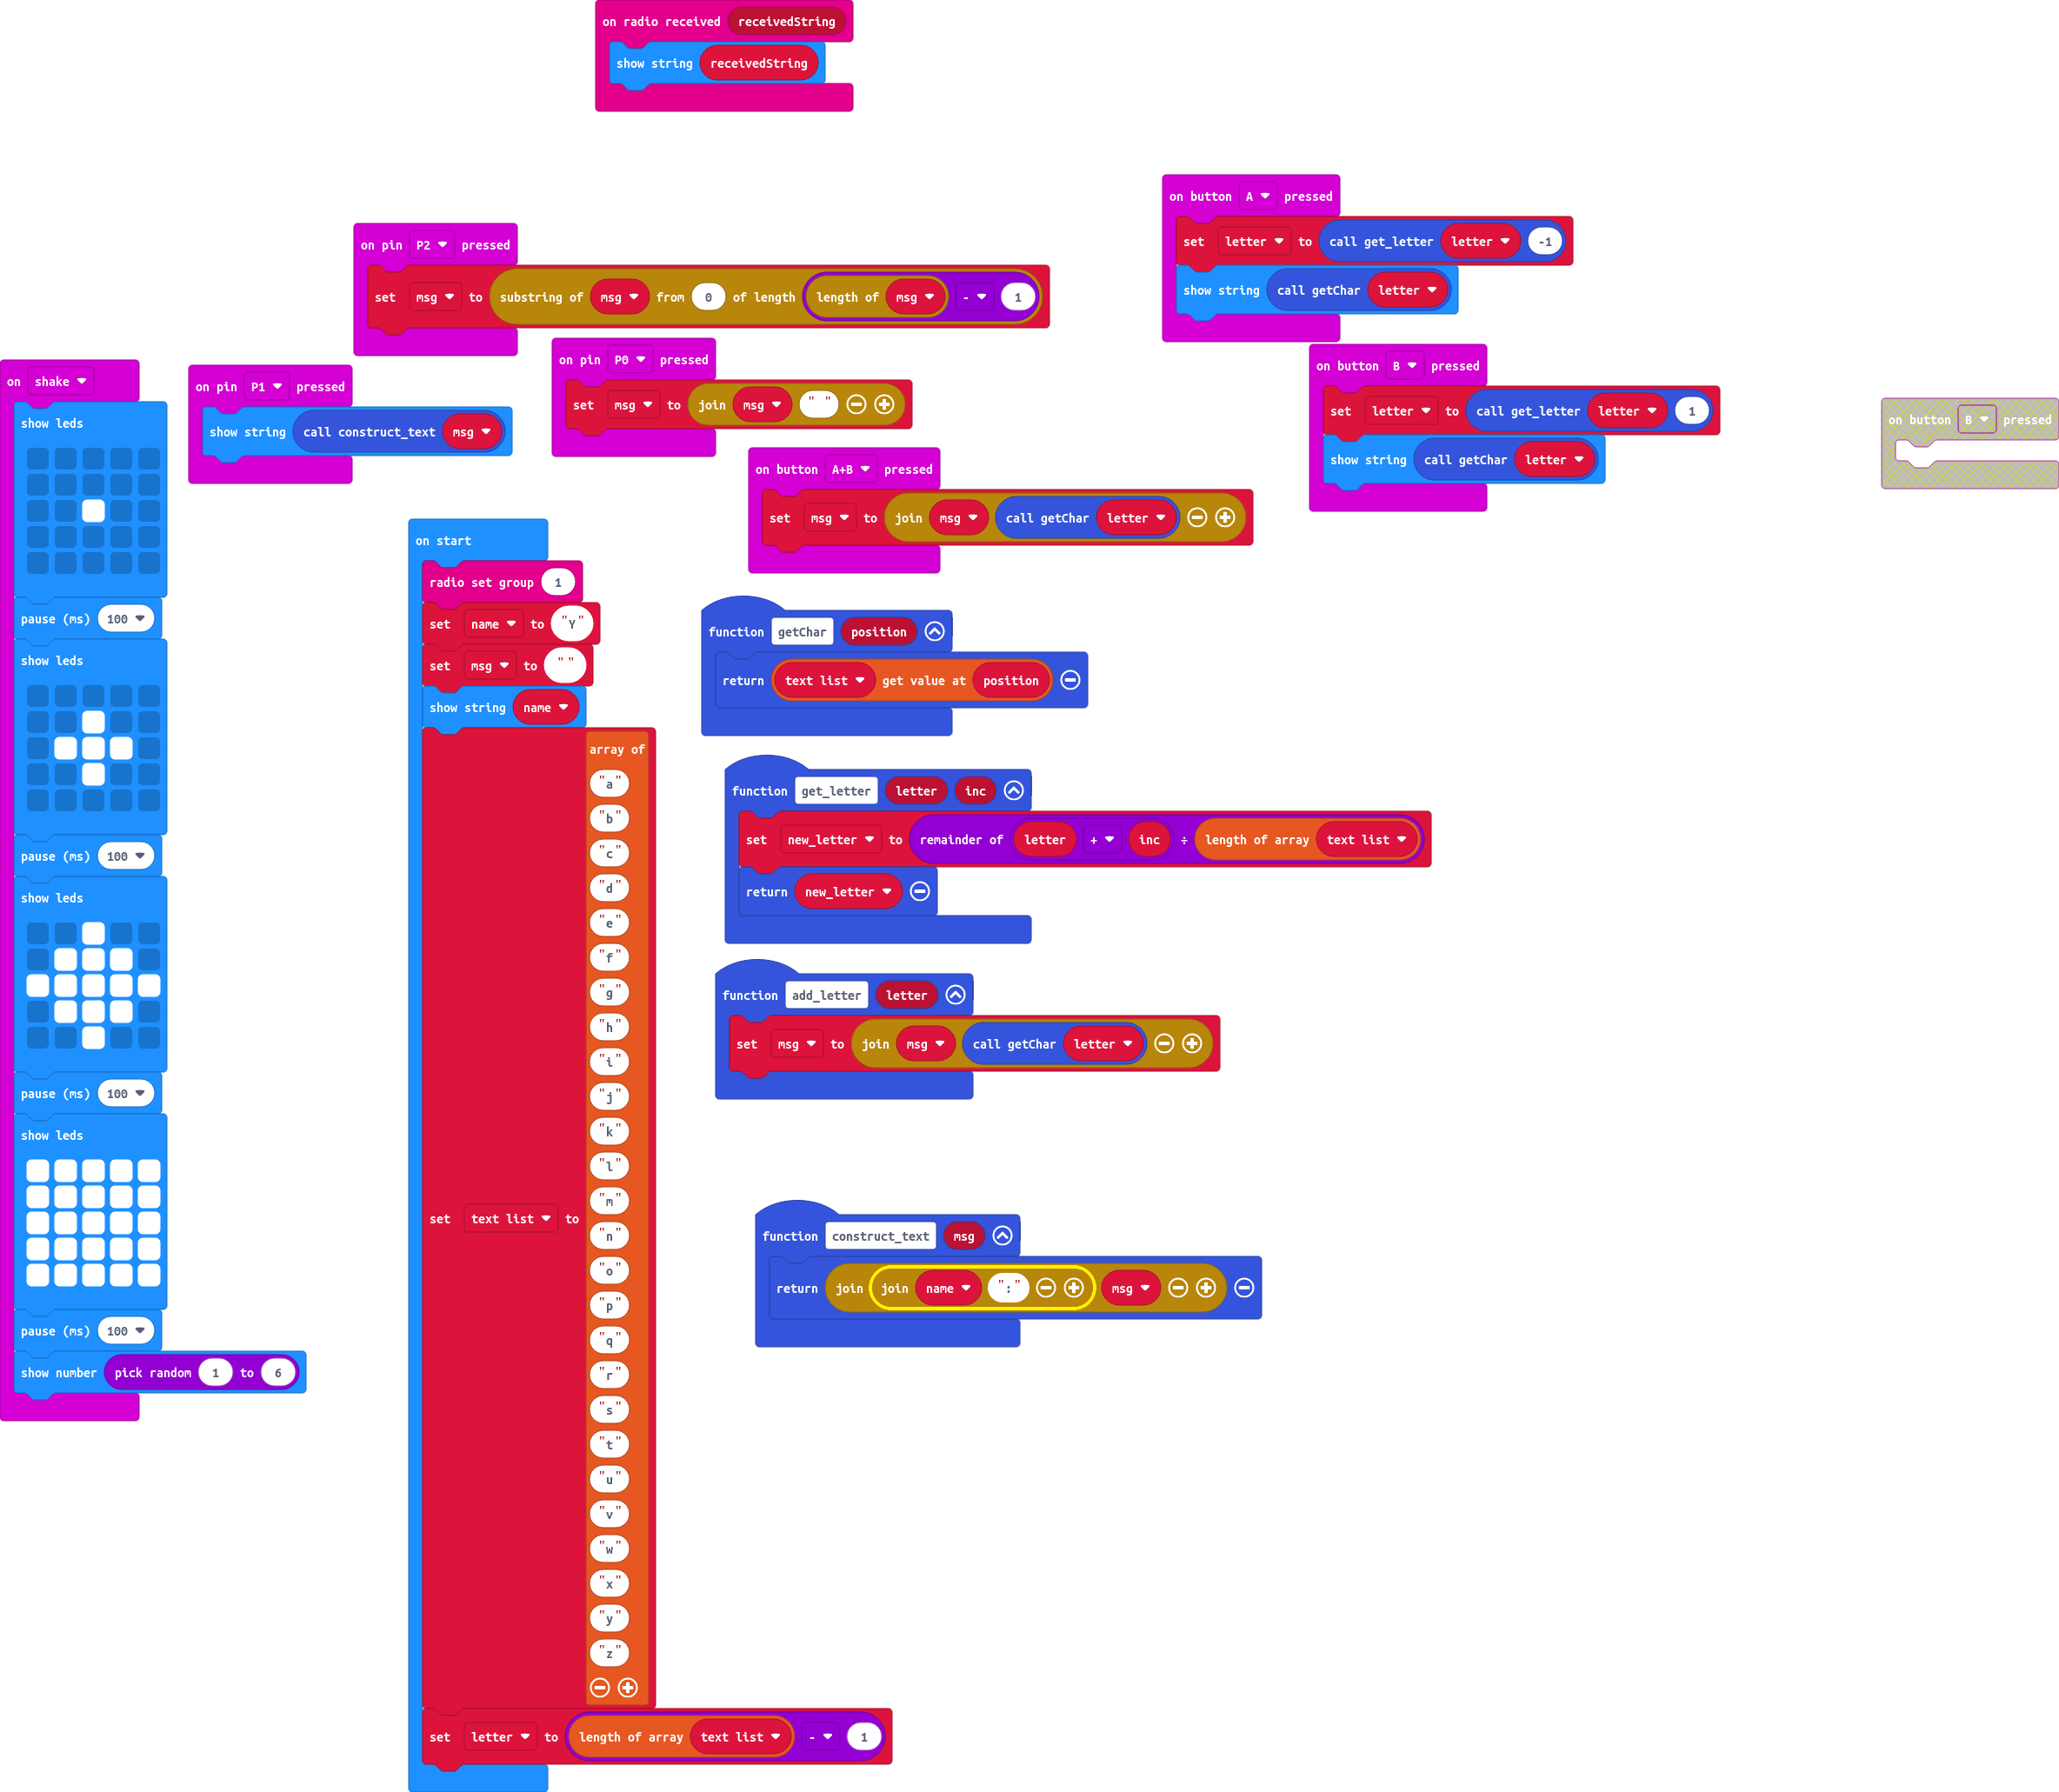 on radio received receivedString
show string receivedString
on button A pressed
set letter to call get_letter letter -1
show string call getChar letter
on pin P2 pressed
set msg to substring of msg from 0 of length length of msg - 1
on pin P0 pressed
set msg to join msg " "
on button B pressed
set letter to call get_letter letter 1
show string call getChar letter
on button B pressed
on shake
show leds
pause (ms) 100
show leds
pause (ms) 100
show leds
pause (ms) 100
show leds
pause (ms) 100
show number pick random 1 to 6
on pin P1 pressed
show string call construct_text msg
on button A+B pressed
set msg to join msg call getChar letter
on start
radio set group 1
set name to "Y"
set msg to ""
show string name
set text list to array of
"a"
"b"
"c"
"d"
"e"
"f"
"g"
"h"
"i"
"j"
"k"
"l"
"m"
"n"
"o"
"p"
"q"
"r"
"s"
"t"
"u"
"v"
"w"
"x"
"y"
"z"
set letter to length of array text list - 1
function getChar position
return text list get value at position
function get_letter letter inc
set new_letter to remainder of letter + inc ÷ length of array text list
return new_letter
function add_letter letter
set msg to join msg call getChar letter
function construct_text msg
return join join name ":" msg